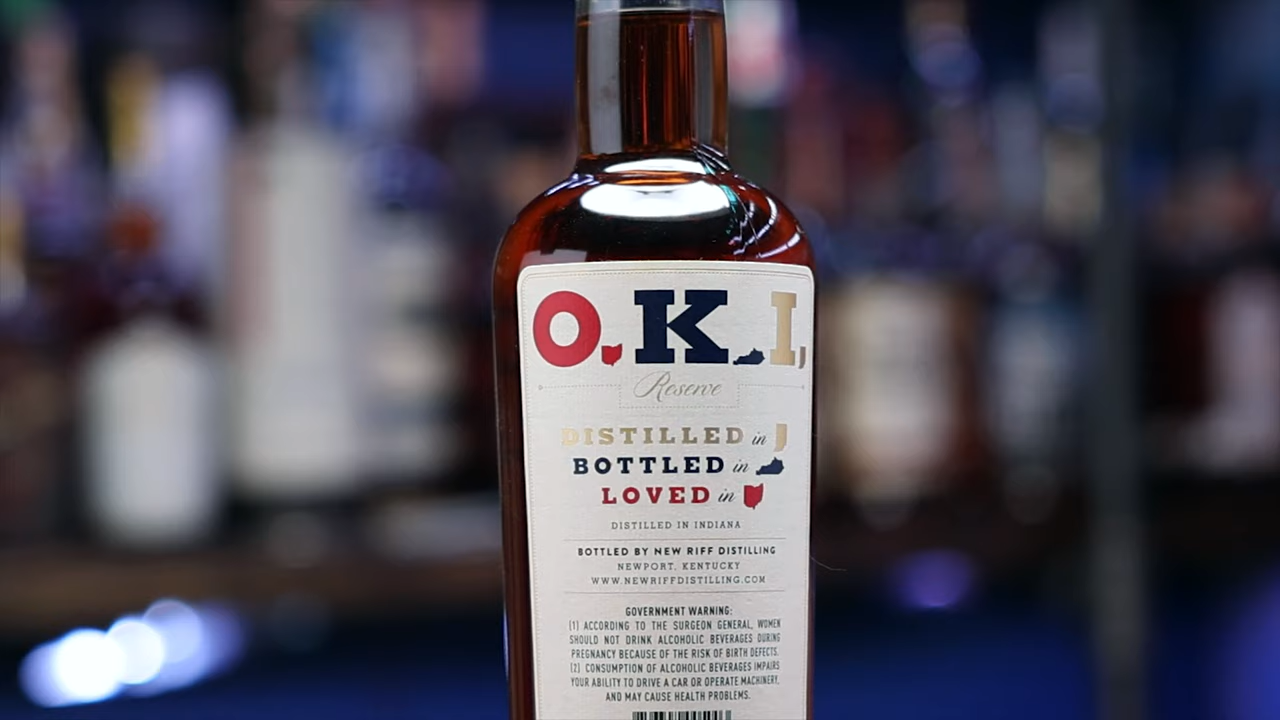 O. K. I,
Reserve
DISTILLED in
BOTTLED in
LOVED in
DISTILLED IN INDIANA
BOTTLED BY NEW RIFF DISTILLING
NEWPORT, KENTUCKY
WWW.NEWRIFFDISTILLING.COM
GOVERNMENT WARNING:
(1) ACCORDING TO THE SURGEON GENERAL, WOMEN
SHOULD NOT DRINK ALCOHOLIC BEVERAGES DURING
PREGNANCY BECAUSE OF THE RISK OF BIRTH DEFECTS.
(2) CONSUMPTION OF ALCOHOLIC BEVERAGES IMPAIRS
YOUR ABILITY TO DRIVE A CAR OR OPERATE MACHINERY,
AND MAY CAUSE HEALTH PROBLEMS.